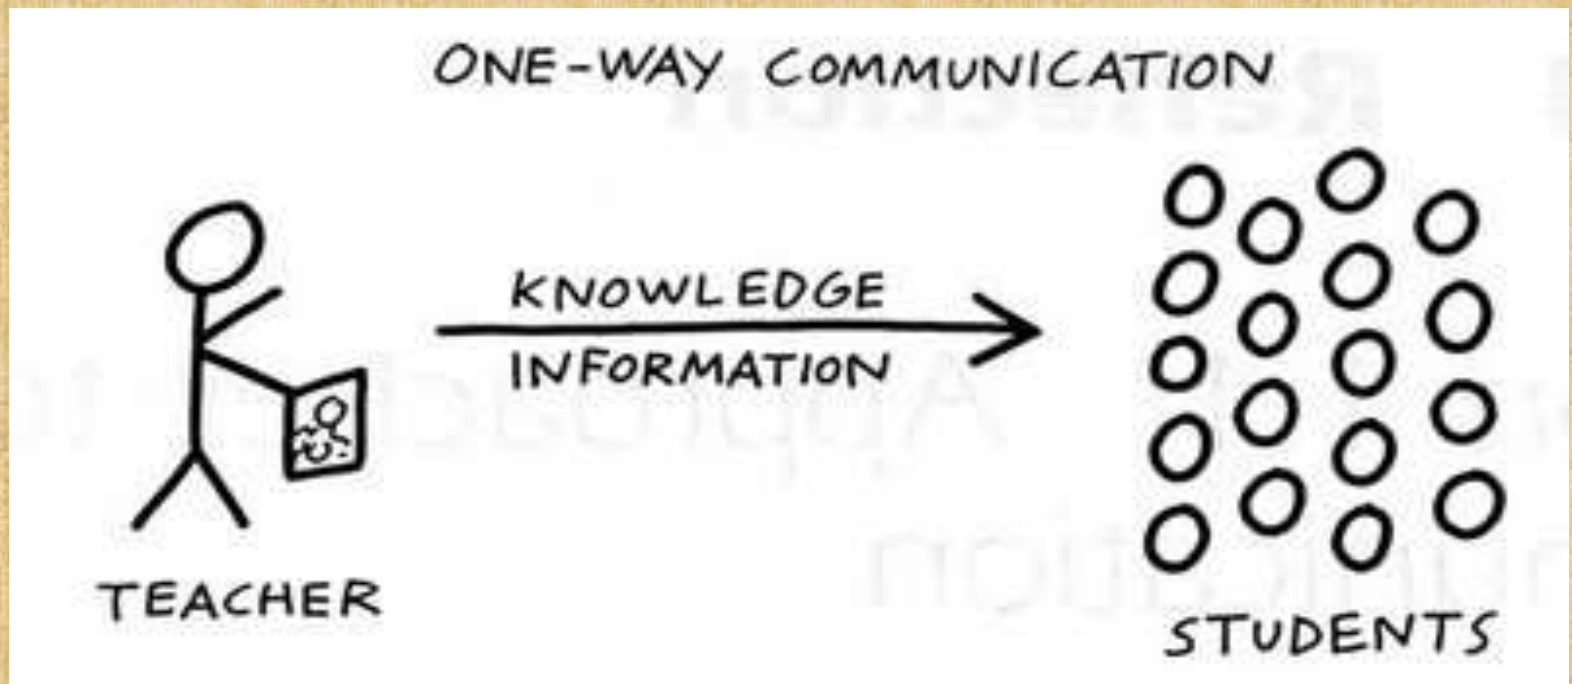 ONE-WAY COMMUNICATION
KNOWLEDGE
INFORMATION
TEACHER
STUDENTS